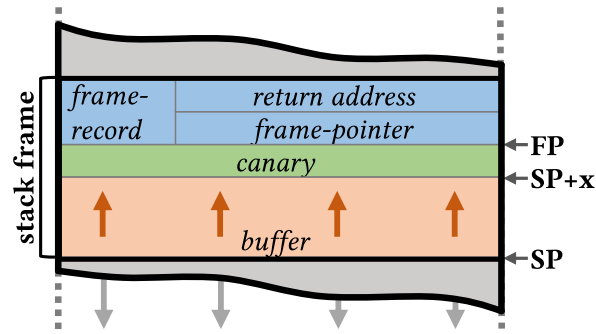 frame-
record
return address
frame-pointer
FP
canary
SP+x
stack frame
buffer
SP